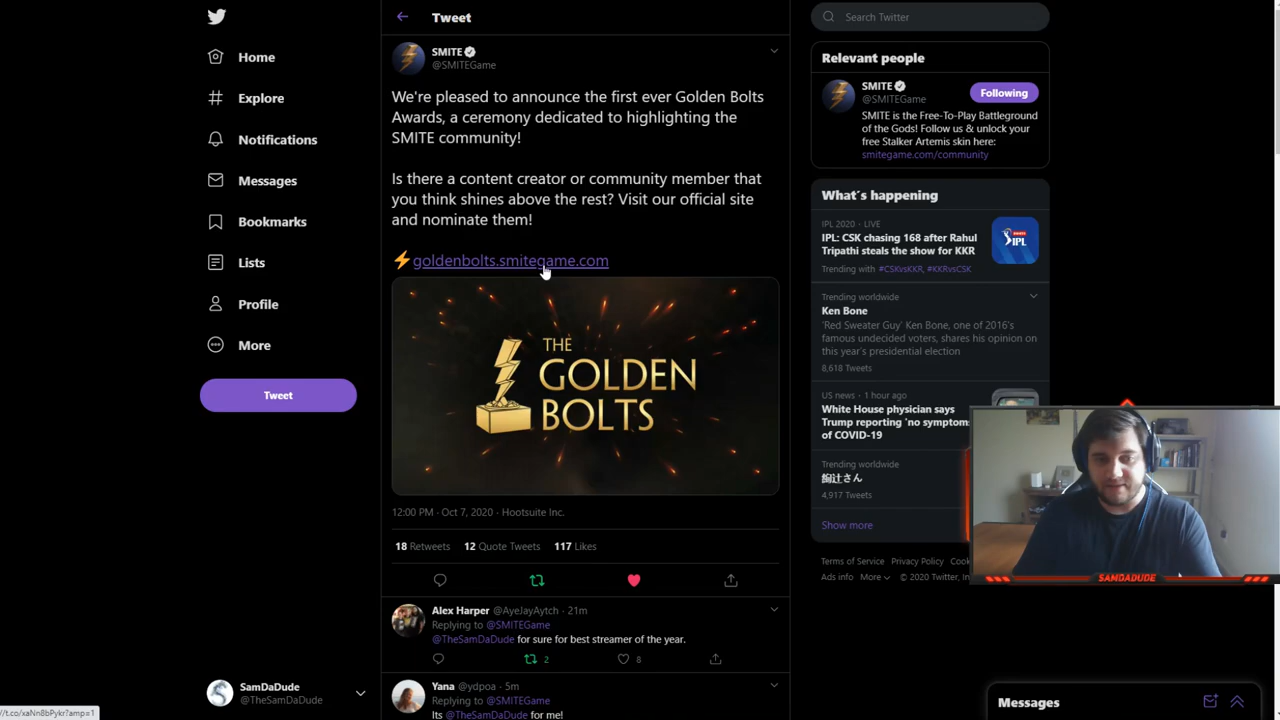 Home
Explore
Notifications
Messages
Bookmarks
Lists
Profile
More
Tweet
SamDaDude
@TheSamDaDude
//t.co/xaNnBbPykr?amp=1
Tweet
SMITE
@SMITEGame
We're pleased to announce the first ever Golden Bolts
Awards, a ceremony dedicated to highlighting the
SMITE community!
Is there a content creator or community member that
you think shines above the rest? Visit our official site
and nominate them!
⚡goldenbolts.smitegame.com
THE
GOLDEN
BOLTS
12:00 PM · Oct 7, 2020 · Hootsuite Inc.
18 Retweets 12 Quote Tweets 117 Likes
Alex Harper @AyeJayAytch · 21m
Replying to @SMITEGame
@TheSamDaDude for sure for best streamer of the year.
2 8
Yana @ydpoa · 5m
Replying to @SMITEGame
Its @TheSamDaDude for me!
Search Twitter
Relevant people
SMITE
@SMITEGame
Following
SMITE is the Free-To-Play Battleground
of the Gods! Follow us & unlock your
free Stalker Artemis skin here:
smitegame.com/community
What's happening
IPL 2020 · LIVE
IPL: CSK chasing 168 after Rahul
Tripathi steals the show for KKR
Trending with #CSKvsKKR, #KKRvsCSK
IPL
Trending worldwide
Ken Bone
'Red Sweater Guy' Ken Bone, one of 2016's
famous undecided voters, shares his opinion on
this year's presidential election
8,618 Tweets
US news · 1 hour ago
White House physician says
Trump reporting 'no symptom
of COVID-19
Trending worldwide
4,917 Tweets
Show more
Terms of Service Privacy Policy Cook
Ads info More © 2020 Twitter, In
SAMDADUDE
Messages